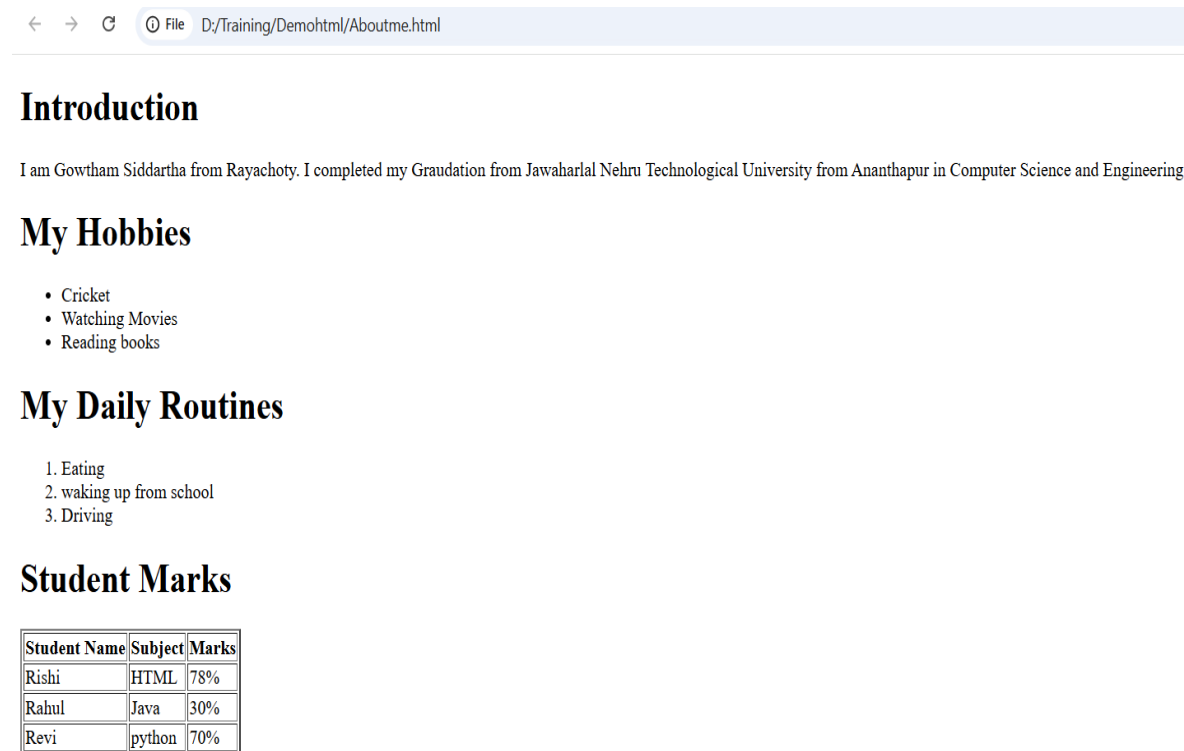 File D:/Training/Demohtml/Aboutme.html
Introduction
I am Gowtham Siddartha from Rayachoty. I completed my Graudation from Jawaharlal Nehru Technological University from Ananthapur in Computer Science and Engineering
My Hobbies
• Cricket
• Watching Movies
• Reading books
My Daily Routines
1. Eating
2. waking up from school
3. Driving
Student Marks
Student Name Subject Marks
Rishi HTML 78%
Rahul Java 30%
Revi python 70%